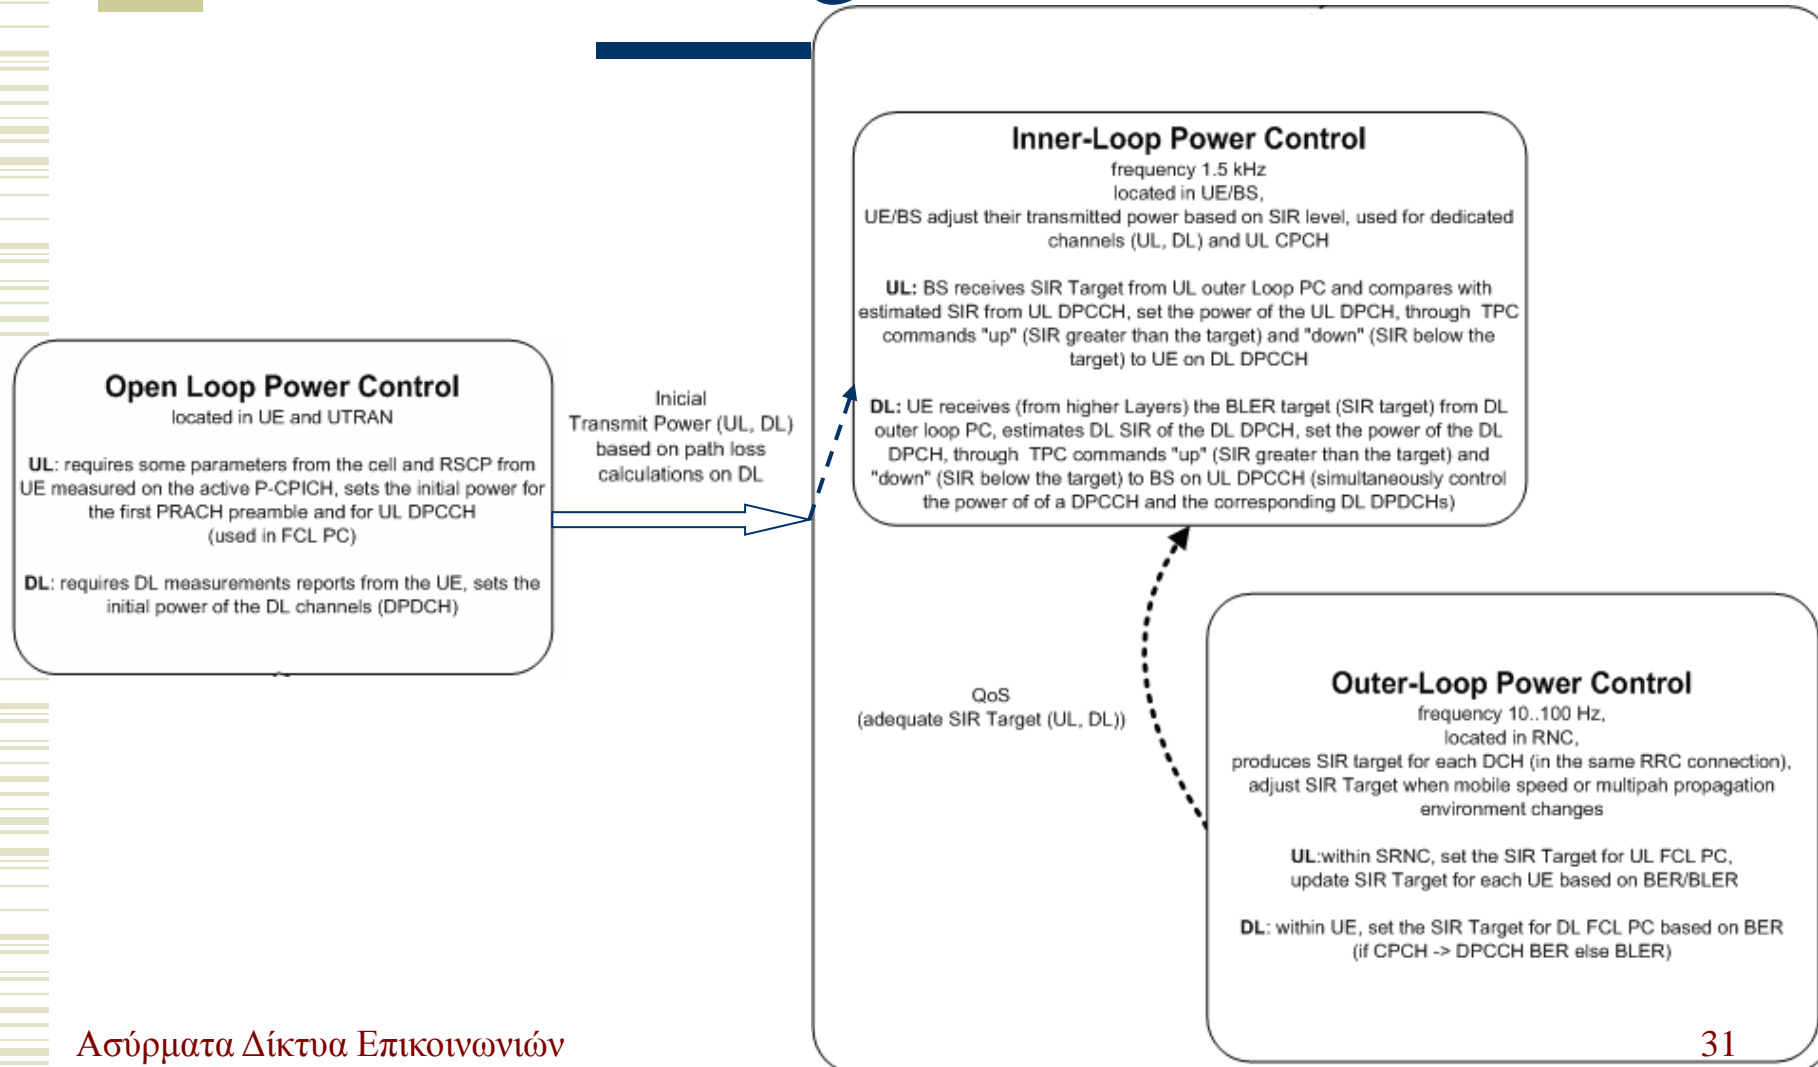 Open Loop Power Control
located in UE and UTRAN
UL: requires some parameters from the cell and RSCP from
UE measured on the active P-CPICH, sets the initial power for
the first PRACH preamble and for UL DPCCH
(used in FCL PC)
DL: requires DL measurements reports from the UE, sets the
initial power of the DL channels (DPDCH)
Inicial
Transmit Power (UL, DL)
based on path loss
calculations on DL
Inner-Loop Power Control
frequency 1.5 kHz
located in UE/BS,
UE/BS adjust their transmitted power based on SIR level, used for dedicated
channels (UL, DL) and UL CPCH
UL: BS receives SIR Target from UL outer Loop PC and compares with
estimated SIR from UL DPCCH, set the power of the UL DPCH, through TPC
commands "up" (SIR greater than the target) and "down" (SIR below the
target) to UE on DL DPCCH
DL: UE receives (from higher Layers) the BLER target (SIR target) from DL
outer loop PC, estimates DL SIR of the DL DPCH, set the power of the DL
DPCH, through TPC commands "up" (SIR greater than the target) and
"down" (SIR below the target) to BS on UL DPCCH (simultaneously control
the power of of a DPCCH and the corresponding DL DPDCHs)
QoS
(adequate SIR Target (UL, DL))
Outer-Loop Power Control
frequency 10..100 Hz,
located in RNC,
produces SIR target for each DCH (in the same RRC connection),
adjust SIR Target when mobile speed or multipah propagation
environment changes
UL:within SRNC, set the SIR Target for UL FCL PC,
update SIR Target for each UE based on BER/BLER
DL: within UE, set the SIR Target for DL FCL PC based on BER
(if CPCH -> DPCCH BER else BLER)
Ασύρματα Δίκτυα Επικοινωνιών
31